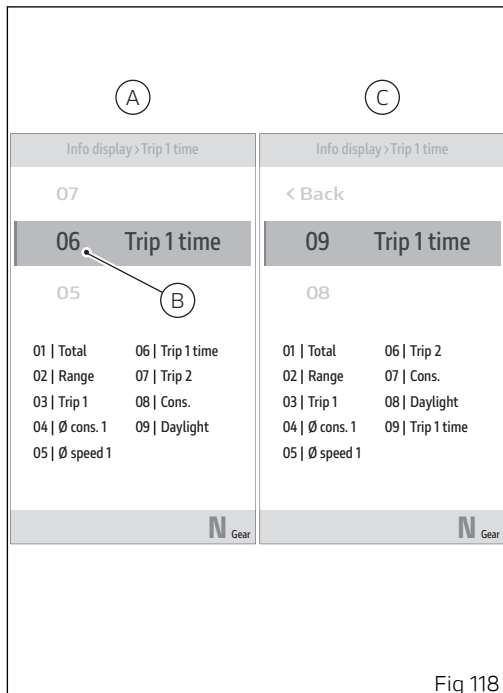 A
C
Info display › Trip 1 time
07
06 Trip 1 time
05
B
01 | Total 06 | Trip 1 time
02 | Range 07 | Trip 2
03 | Trip 1 08 | Cons.
04 | Ø cons. 1 09 | Daylight
05 | Ø speed 1
N Gear
Info display › Trip 1 time
< Back
09 Trip 1 time
08
01 | Total 06 | Trip 2
02 | Range 07 | Cons.
03 | Trip 1 08 | Daylight
04 | Ø cons. 1 09 | Trip 1 time
05 | Ø speed 1
N Gear
Fig 118